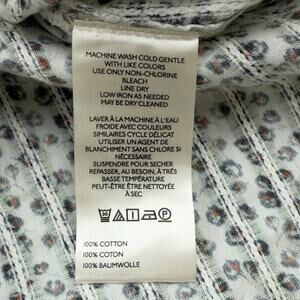 MACHINE WASH COLD GENTLE
WITH LIKE COLORS
USE ONLY NON-CHLORINE
BLEACH
LINE DRY
LOW IRON AS NEEDED
MAY BE DRY CLEANED
LAVER À LA MACHINE À L'EAU
FROIDE AVEC COULEURS
SIMILAIRES CYCLE DÉLICAT
UTILISER UN AGENT DE
BLANCHIMENT SANS CHLORE SI
NÉCESSAIRE
SUSPENDRE POUR SÉCHER
REPASSER, AU BESOIN, À TRÈS
BASSE TEMPÉRATURE
PEUT-ÊTRE ÊTRE NETTOYÉE
À SEC
100% COTTON
100% COTON
100% BAUMWOLLE